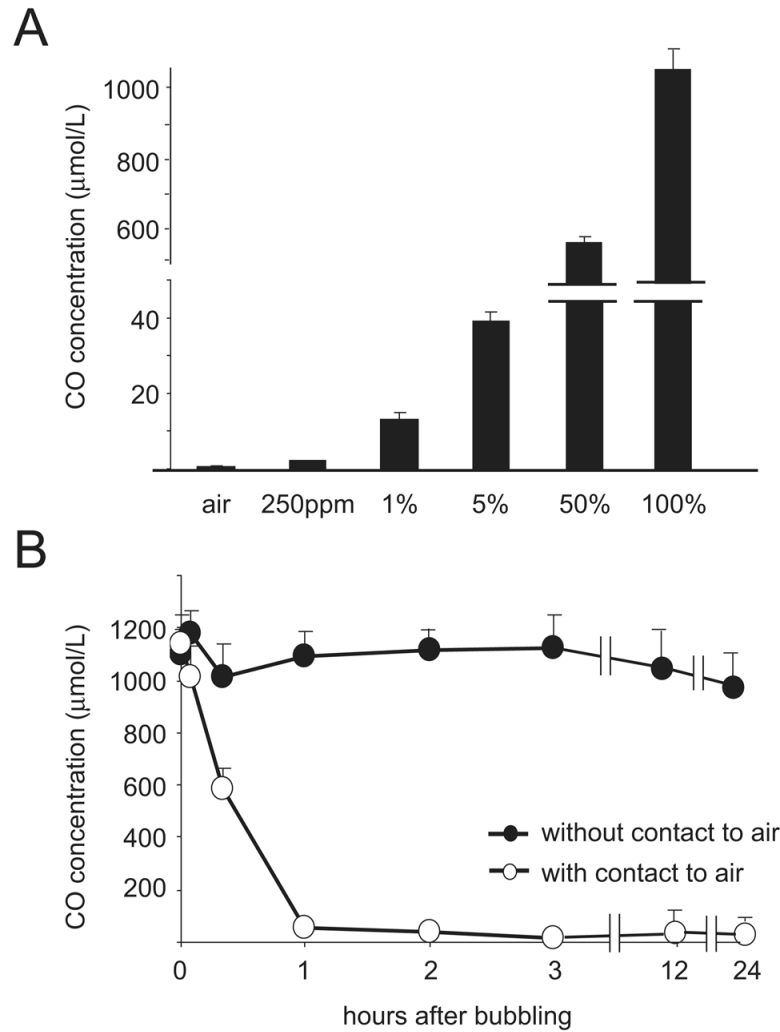 A
CO concentration (μmol/L)
1000
800
600
40
20
air 250ppm 1% 5% 50% 100%
B
CO concentration (μmol/L)
1200
1000
800
600
400
200
without contact to air
with contact to air
0 1 2 3 12 24
hours after bubbling